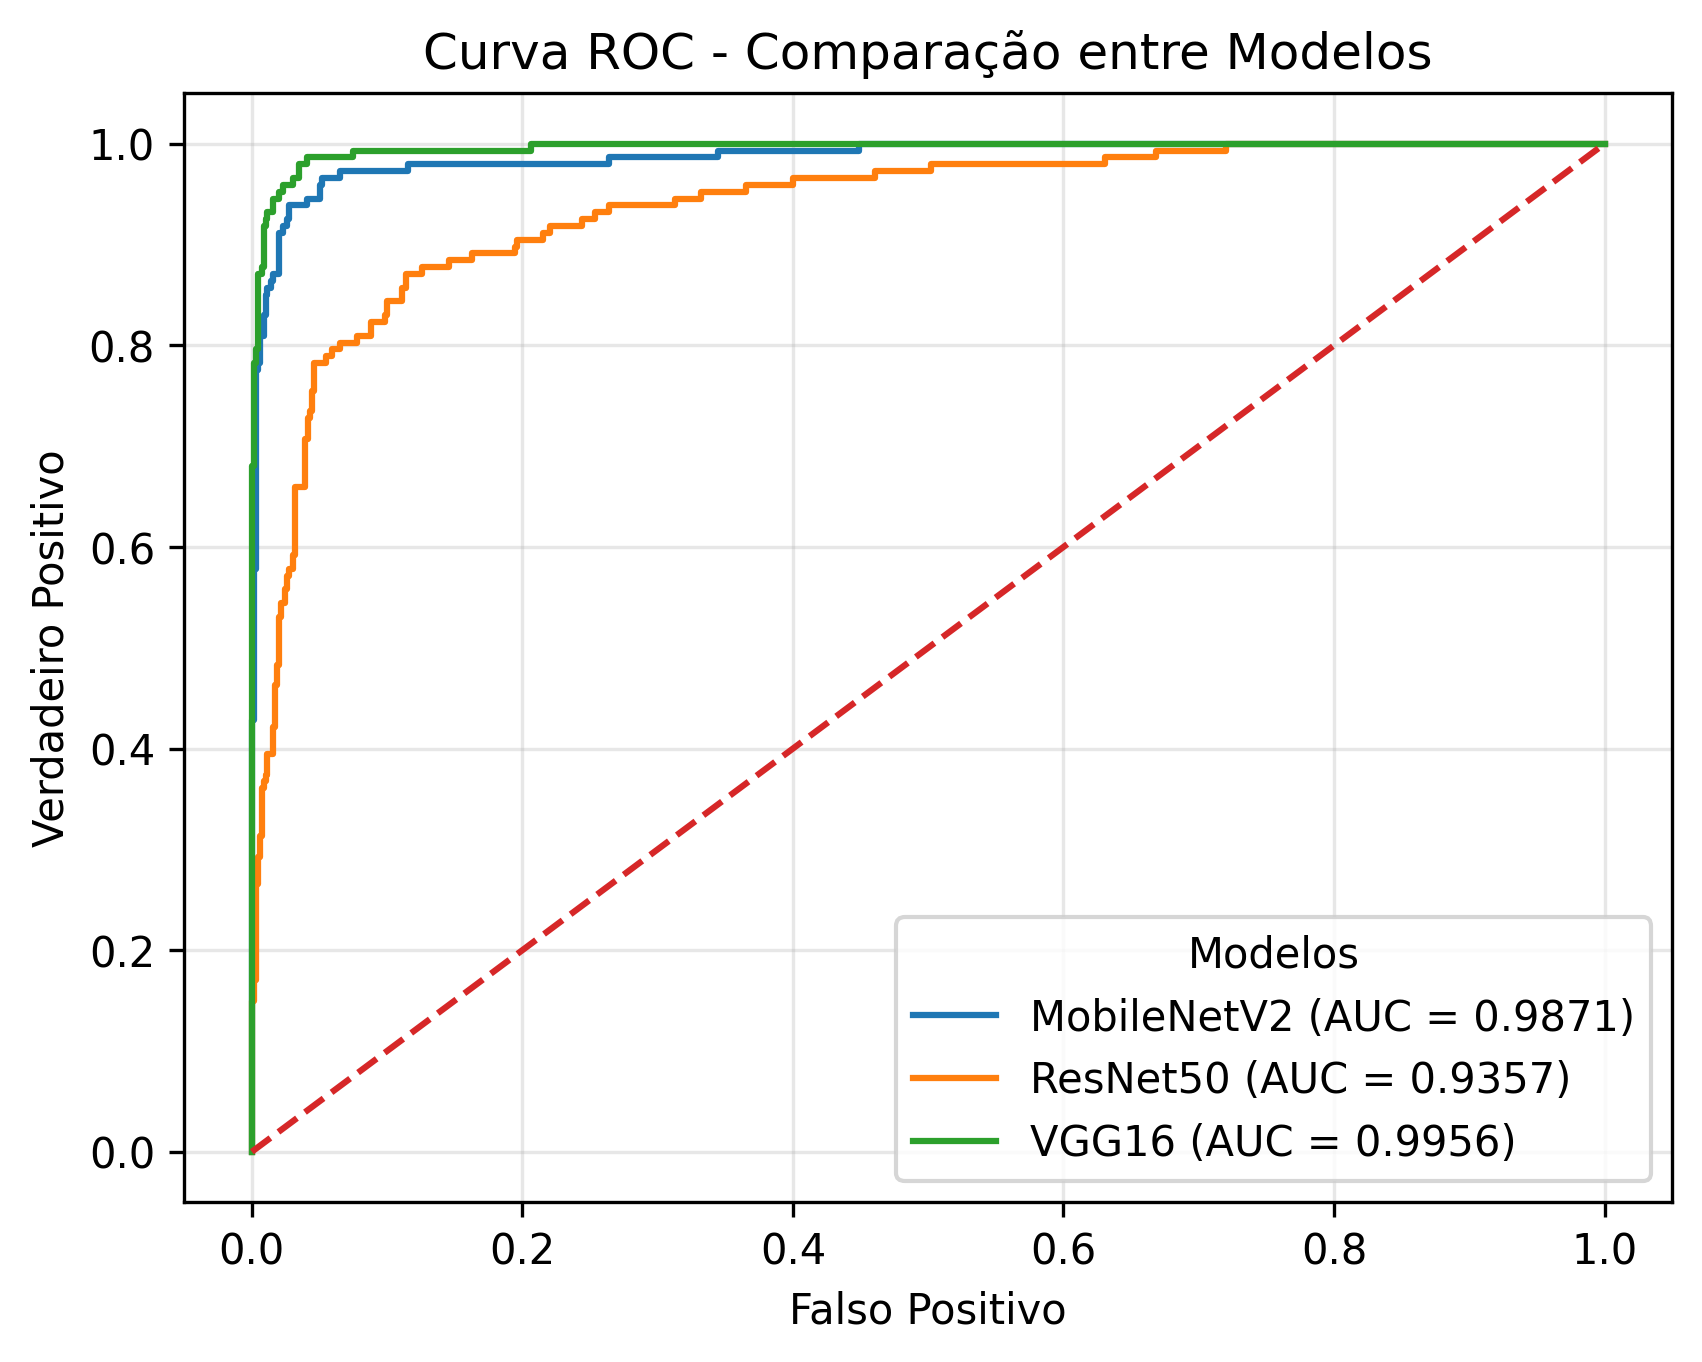 Curva ROC - Comparação entre Modelos
1.0
0.8
0.6
0.4
0.2
0.0
Verdadeiro Positivo
Modelos
MobileNetV2 (AUC = 0.9871)
ResNet50 (AUC = 0.9357)
VGG16 (AUC = 0.9956)
0.0 0.2 0.4 0.6 0.8 1.0
Falso Positivo